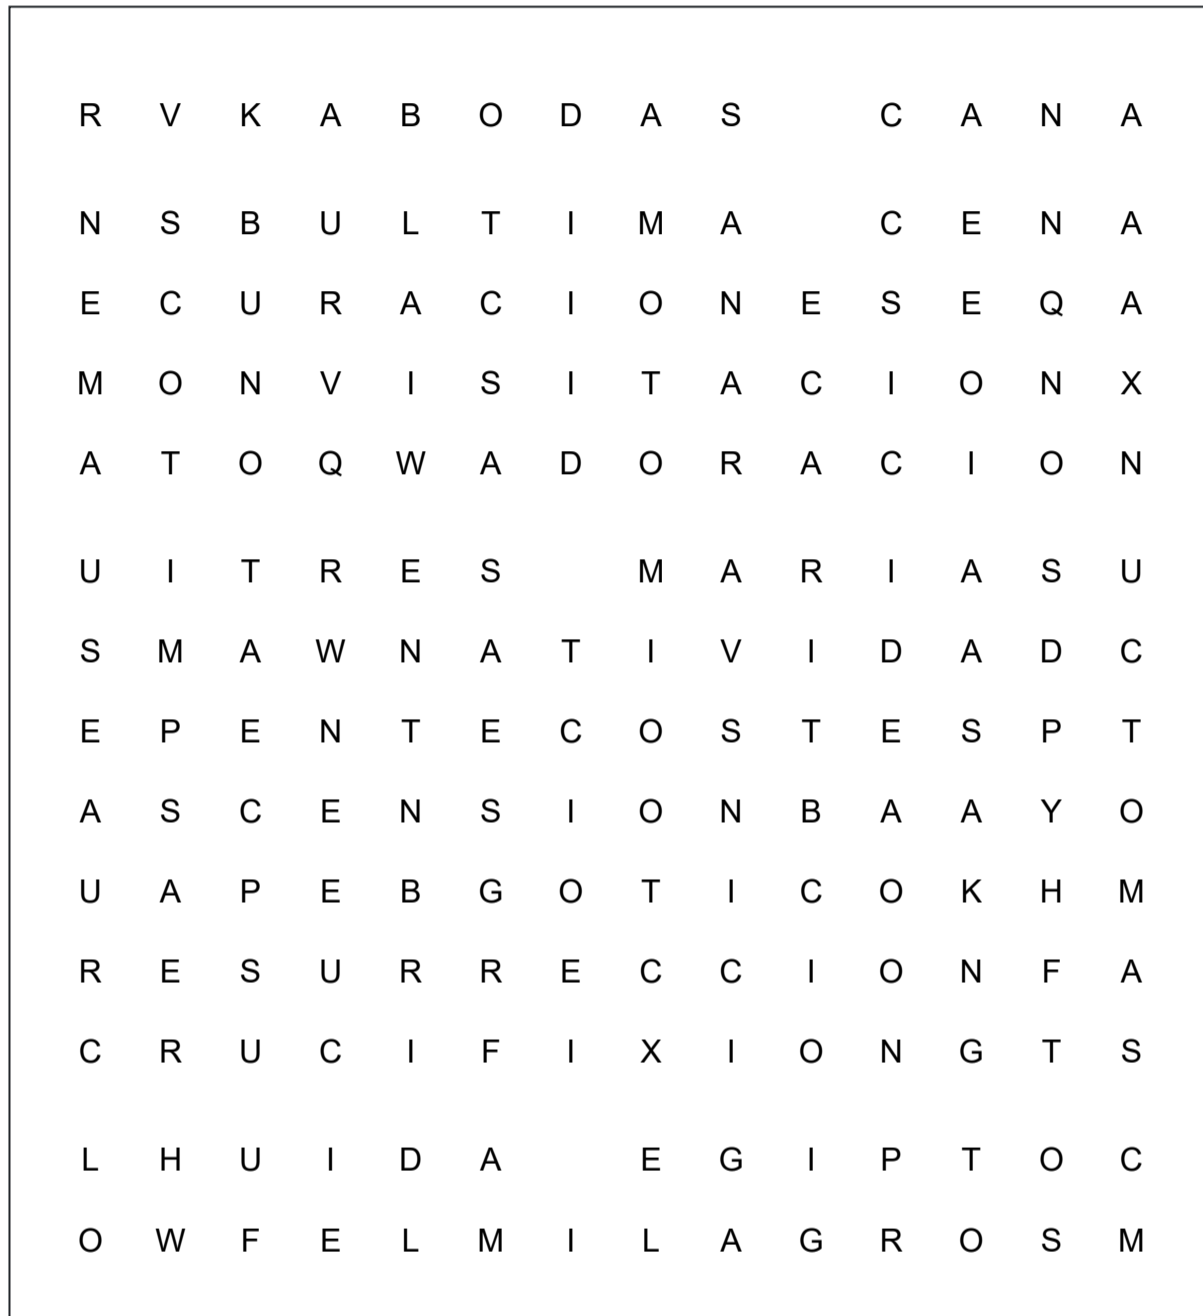 R V K A B O D A S C A N A
N S B U L T I M A C E N A
E C U R A C I O N E S E Q A
M O N V I S I T A C I O N X
A T O Q W A D O R A C I O N
U I T R E S M A R I A S U
S M A W N A T I V I D A D C
E P E N T E C O S T E S P T
A S C E N S I O N B A A Y O
U A P E B G O T I C O K H M
R E S U R R E C C I O N F A
C R U C I F I X I O N G T S
L H U I D A E G I P T O C
O W F E L M I L A G R O S M